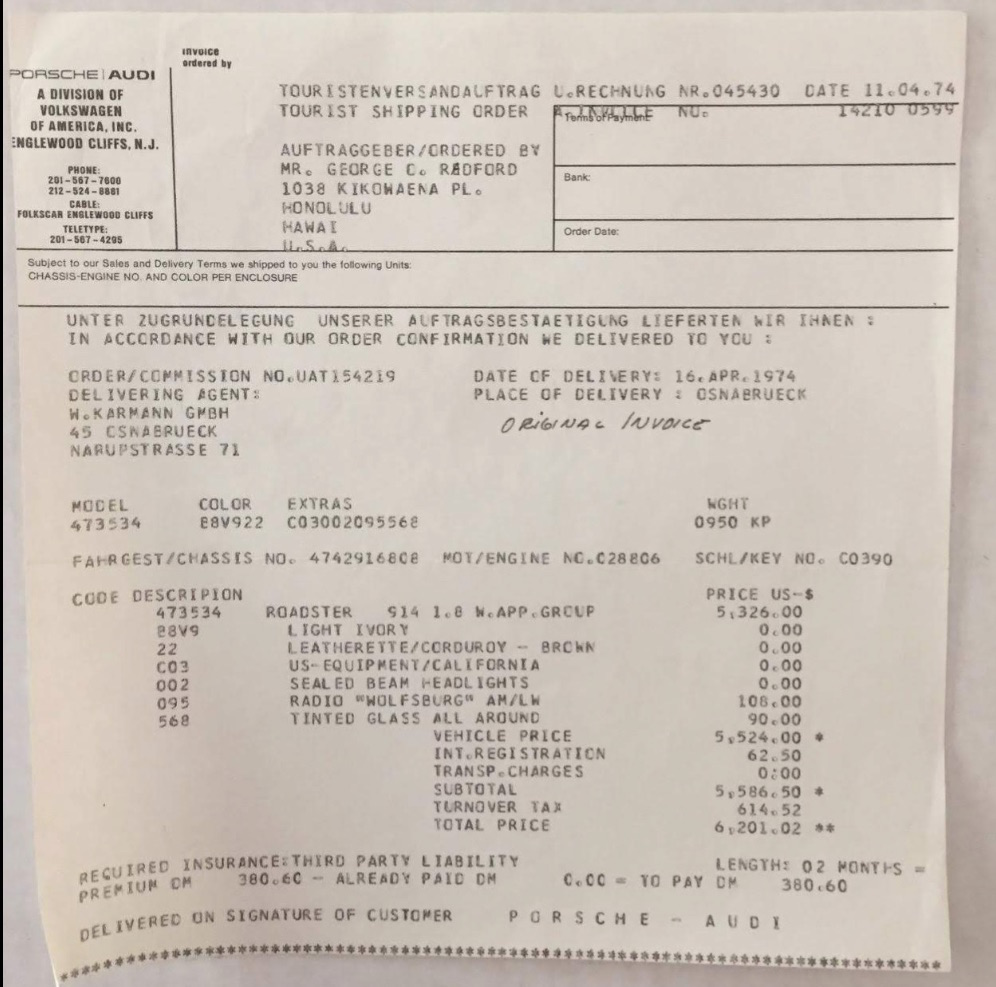 invoice
ordered by
PORSCHE AUDI
A DIVISION OF
VOLKSWAGEN
OF AMERICA, INC.
ENGLEWOOD CLIFFS, N.J.
PHONE:
201-567-7600
212-524-8881
CABLE:
FOLKSCAR ENGLEWOOD CLIFFS
TELETYPE:
201-567-4295
TOURISTENVERSANDAUFTRAG U.RECHNUNG NR.045430 DATE 11.04.74
TOURIST SHIPPING ORDER A.INVOICE NO. 14210 0599
Terms of Payment
AUFTRAGGEBER/ORDERED BY
MR. GEORGE C. RADFORD
1038 KIKOWAENA PL.
HONOLULU
HAWAI
U.S.A.
Bank:
Order Date:
Subject to our Sales and Delivery Terms we shipped to you the following Units:
CHASSIS-ENGINE NO. AND COLOR PER ENCLOSURE
UNTER ZUGRUNDELEGUNG UNSERER AUFTRAGSBESTAETIGUNG LIEFERTEN WIR IHNEN :
IN ACCORDANCE WITH OUR ORDER CONFIRMATION WE DELIVERED TO YOU :
ORDER/COMMISSION NO.UAT154219 DATE OF DELIVERY: 16.APR.1974
DELIVERING AGENT: PLACE OF DELIVERY : OSNABRUECK
W.KARMANN GMBH
45 OSNABRUECK
NARUPSTRASSE 71
ORIGINAL INVOICE
MODEL COLOR EXTRAS WGHT
473534 E8V922 C03002095568 0950 KP
FAHRGEST/CHASSIS NO. 4742916808 MOT/ENGINE NO.028806 SCHL/KEY NO. CO390
CODE DESCRIPION PRICE US-$
473534 ROADSTER 914 1.8 W.APP.GROUP 5,326.00
E8V9 LIGHT IVORY 0.00
22 LEATHERETTE/CORDUROY - BROWN 0.00
C03 US-EQUIPMENT/CALIFORNIA 0.00
002 SEALED BEAM HEADLIGHTS 0.00
095 RADIO "WOLFSBURG" AM/LW 108.00
568 TINTED GLASS ALL AROUND 90.00
VEHICLE PRICE 5,524.00 *
INT.REGISTRATION 62.50
TRANSP.CHARGES 0:00
SUBTOTAL 5,586.50 *
TURNOVER TAX 614.52
TOTAL PRICE 6,201.02 **
REQUIRED INSURANCE:THIRD PARTY LIABILITY LENGTH: 02 MONTHS =
PREMIUM DM 380.60 - ALREADY PAID DM 0.00 = TO PAY DM 380.60
DELIVERED ON SIGNATURE OF CUSTOMER PORSCHE - AUDI